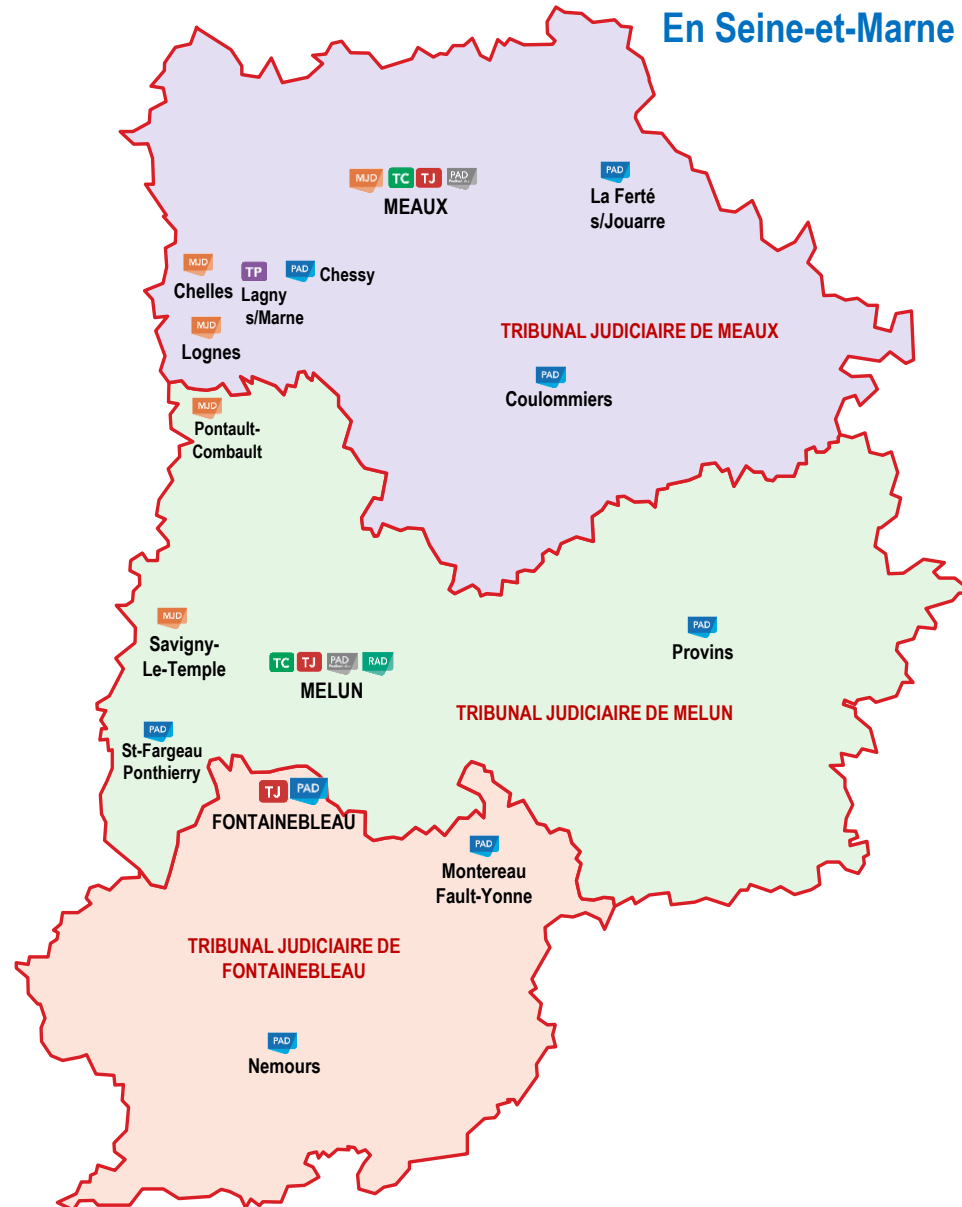 En Seine-et-Marne
MJD TC TJ PAD
MEAUX
PAD
La Ferté
s/Jouarre
MJD
Chelles
TP
Lagny
s/Marne
PAD Chessy
MJD
Lognes
TRIBUNAL JUDICIAIRE DE MEAUX
PAD
Coulommiers
MJD
Pontault-
Combault
MJD
Savigny-
Le-Temple
TC TJ PAD RAD
MELUN
PAD
Provins
TRIBUNAL JUDICIAIRE DE MELUN
PAD
St-Fargeau
Ponthierry
TJ PAD
FONTAINEBLEAU
PAD
Montereau
Fault-Yonne
TRIBUNAL JUDICIAIRE DE
FONTAINEBLEAU
PAD
Nemours